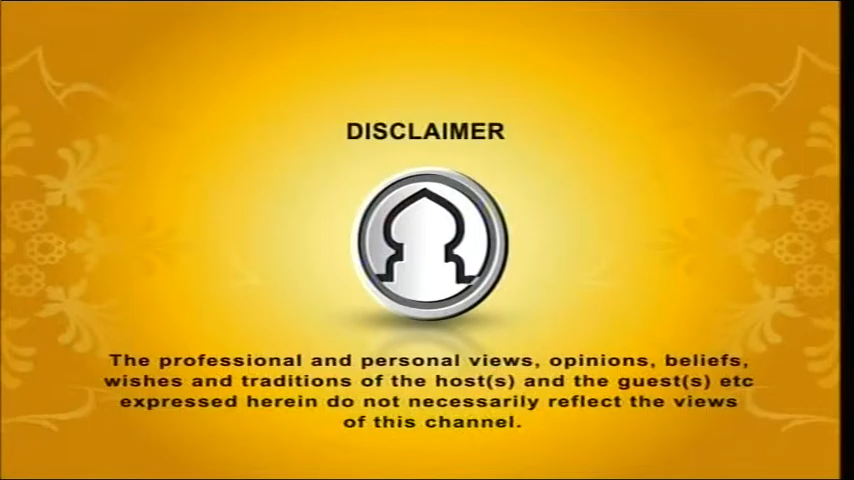 DISCLAIMER
The professional and personal views, opinions, beliefs,
wishes and traditions of the host(s) and the guest(s) etc
expressed herein do not necessarily reflect the views
of this channel.